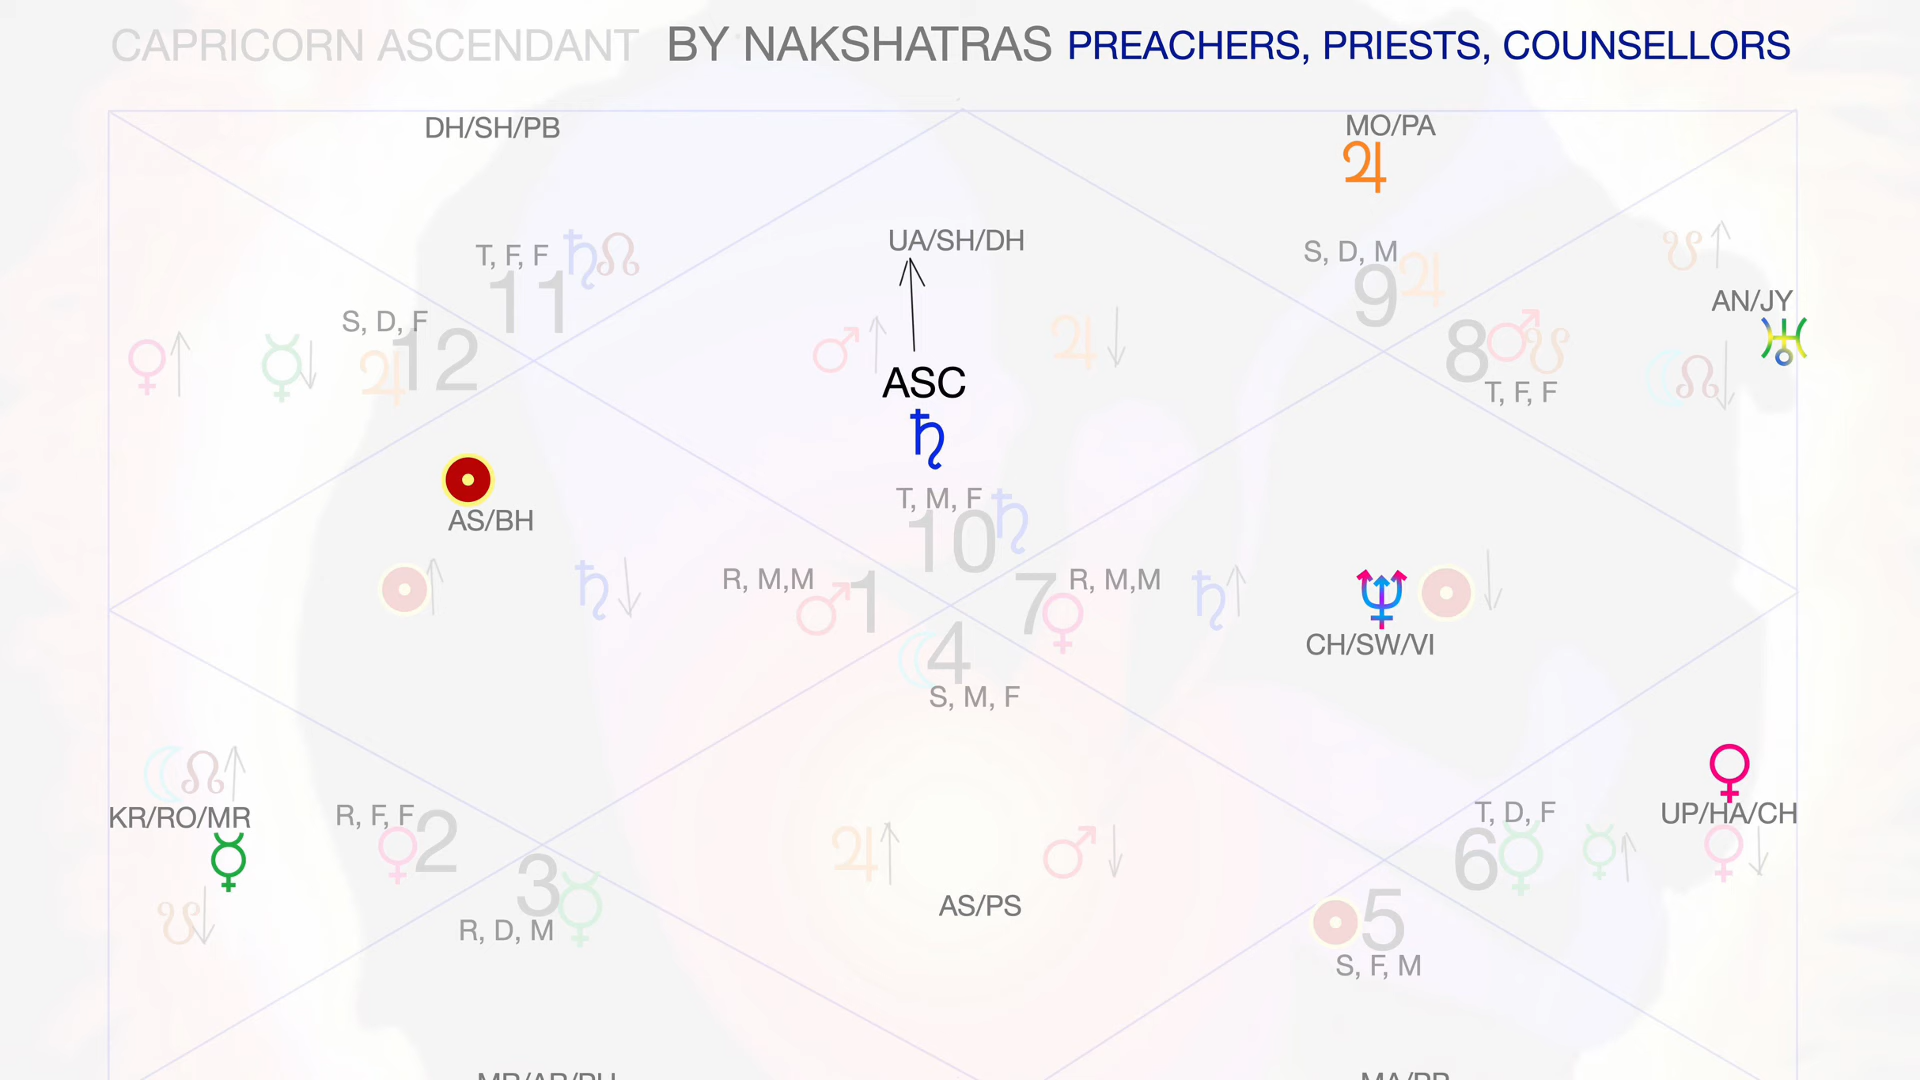 CAPRICORN ASCENDANT BY NAKSHATRAS PREACHERS, PRIESTS, COUNSELLORS
DH/SH/PB
MO/PA
UA/SH/DH
T, F, F
11
S, D, M
9
AN/JY
S, D, F
12
8
T, F, F
ASC
AS/BH
T, M, F
10
R, M,M
1
7
R, M,M
4
S, M, F
CH/SW/VI
KR/RO/MR
R, F, F
2
3
R, D, M
AS/PS
T, D, F
6
UP/HA/CH
5
S, F, M